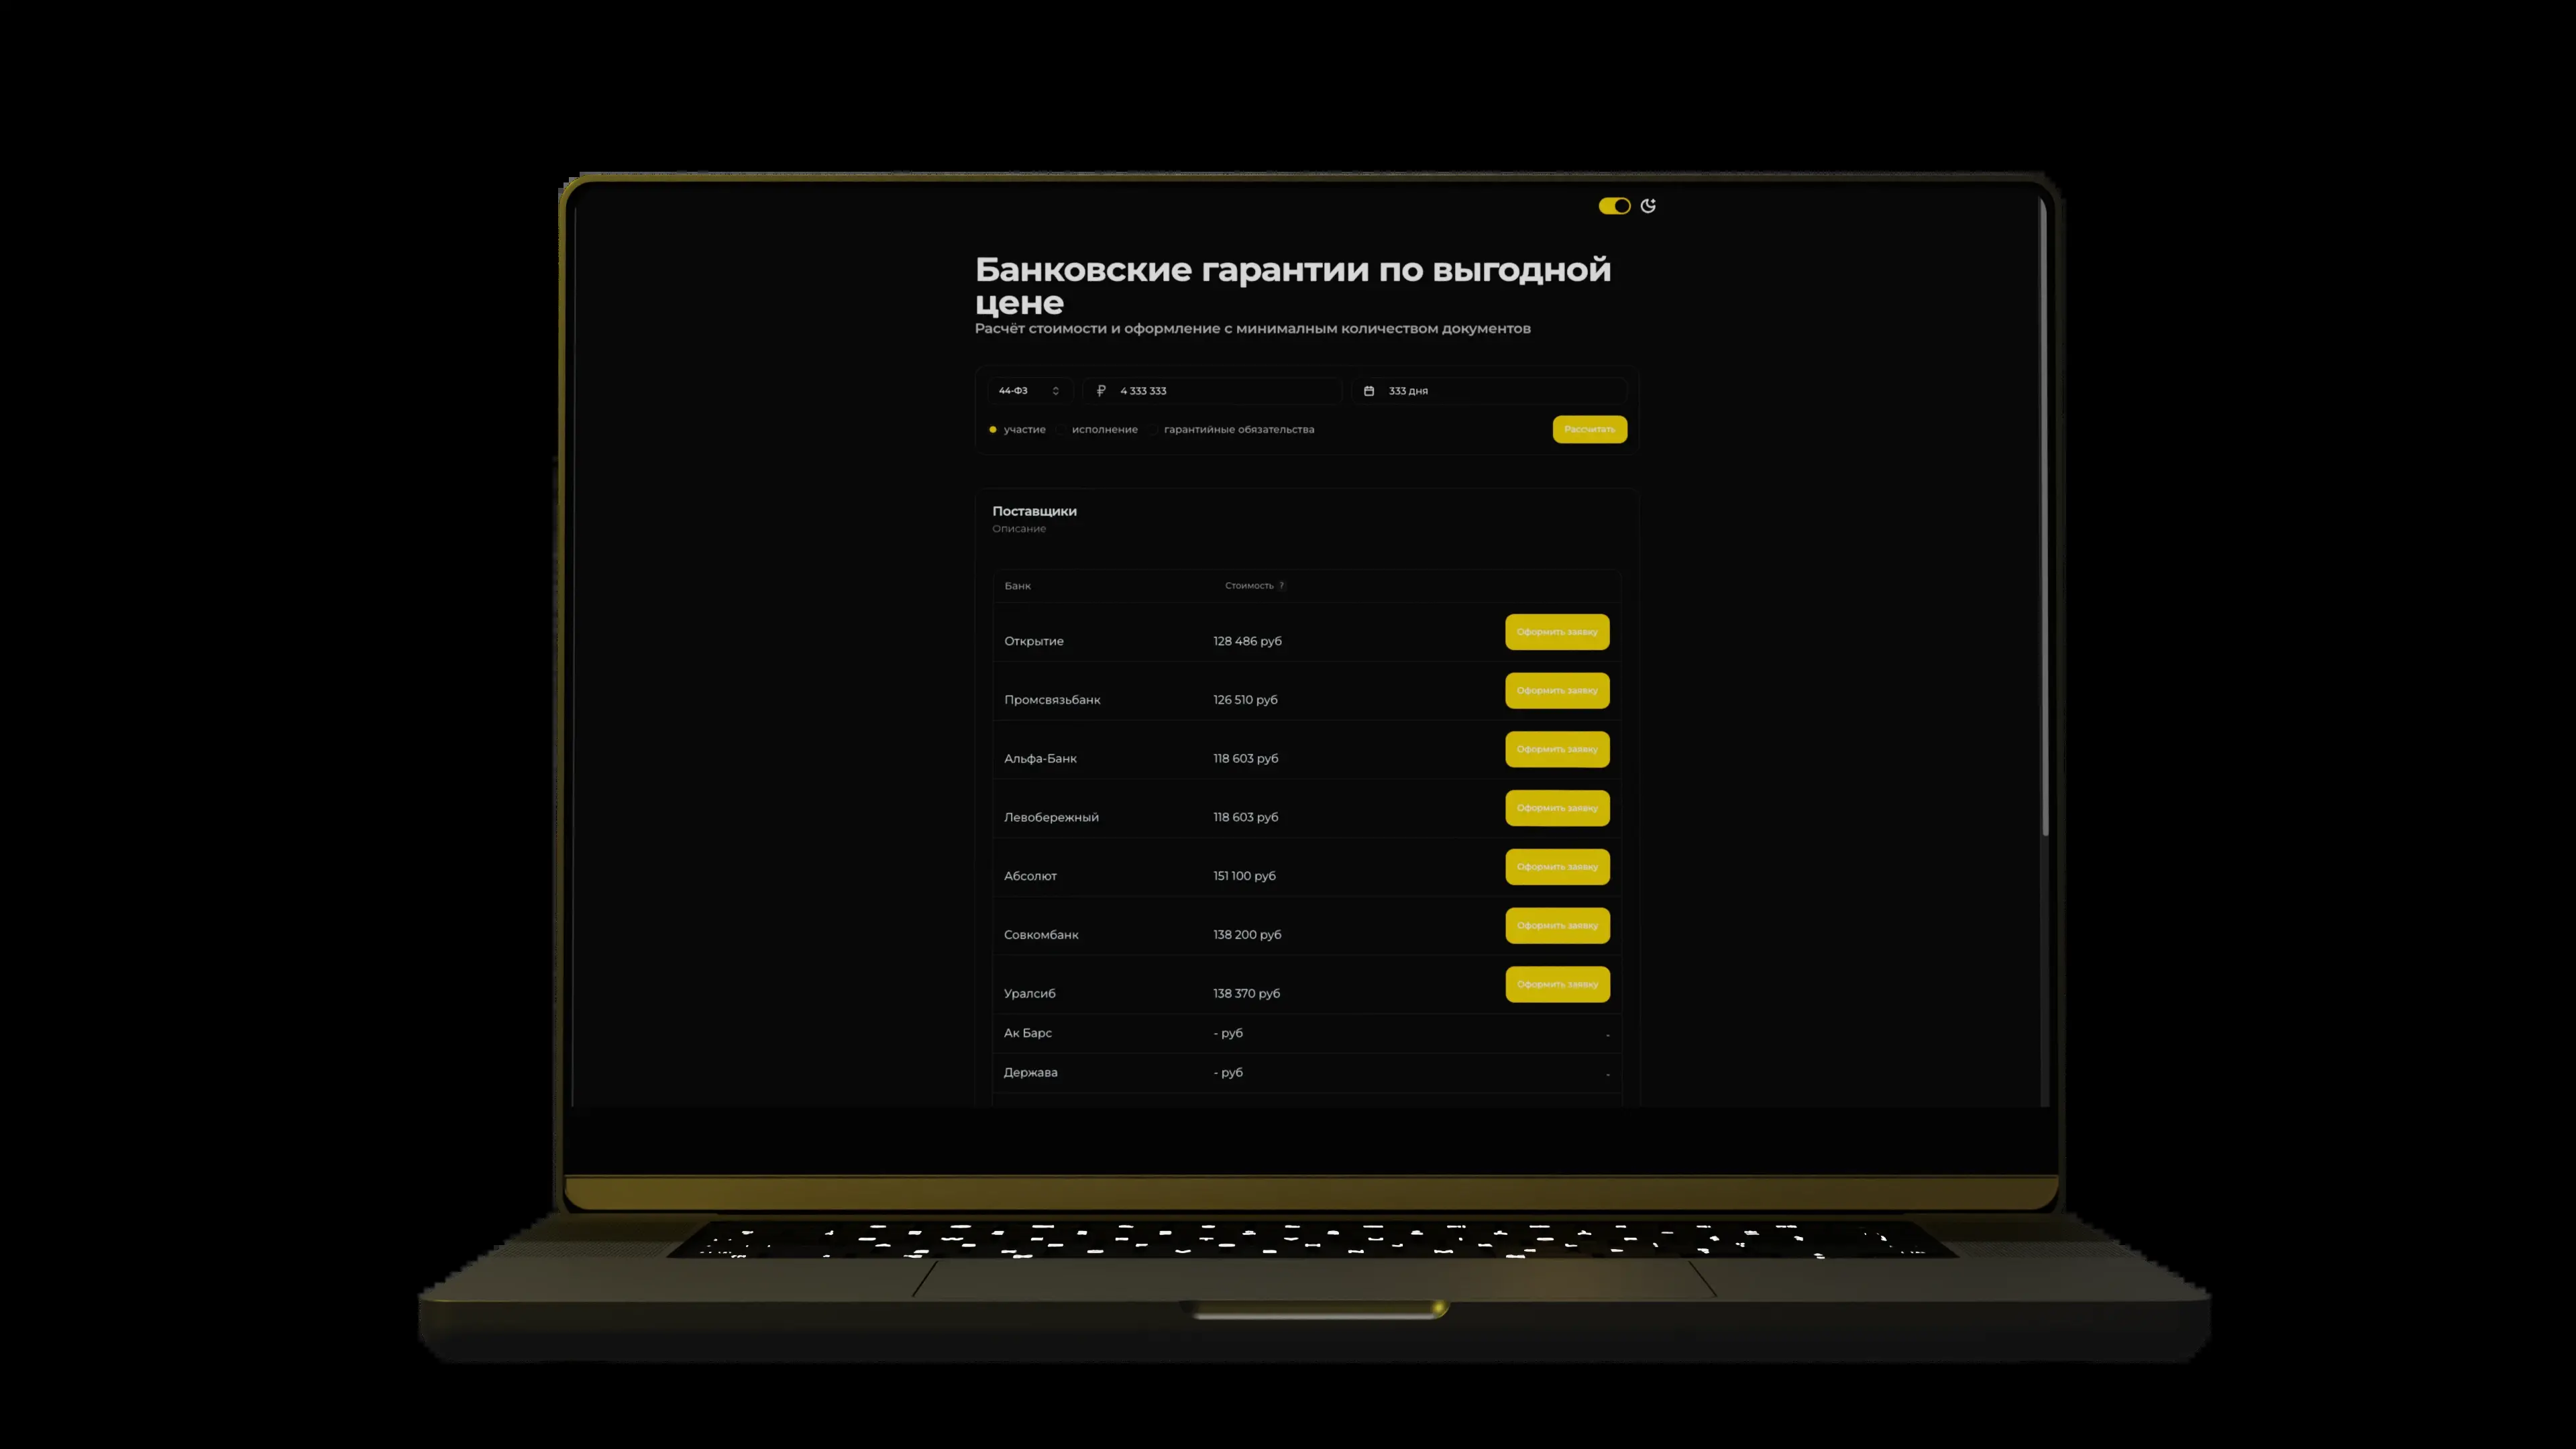 Банковские гарантии по выгодной
цене
Расчёт стоимости и оформление с минималным количеством документов
44-ФЗ ₽ 4 333 333 333 дня
участие исполнение гарантийные обязательства Рассчитать
Поставщики
Описание
Банк Стоимость ?
Открытие 128 486 руб Оформить заявку
Промсвязьбанк 126 510 руб Оформить заявку
Альфа-Банк 118 603 руб Оформить заявку
Левобережный 118 603 руб Оформить заявку
Абсолют 151 100 руб Оформить заявку
Совкомбанк 138 200 руб Оформить заявку
Уралсиб 138 370 руб Оформить заявку
Ак Барс - руб -
Держава - руб -